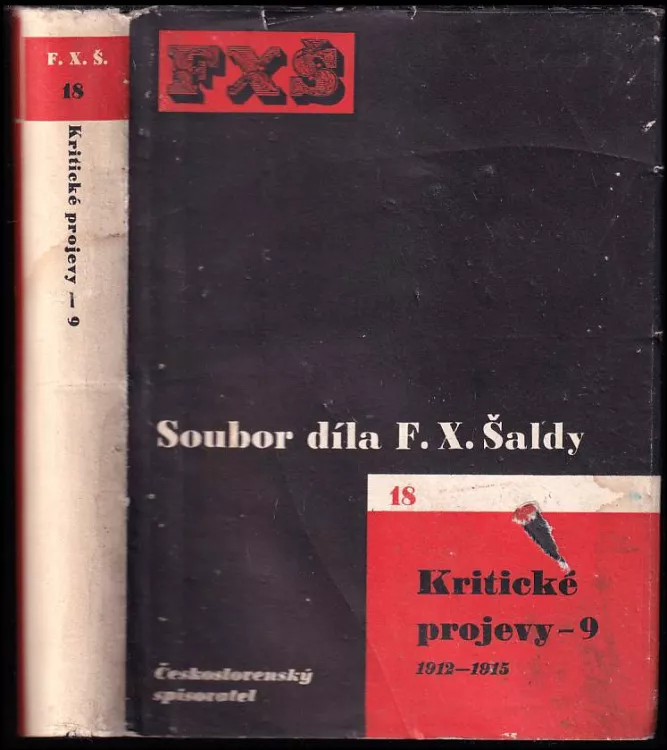 F. X. Š.
18
Kritické projevy – 9
FXŠ
Soubor díla F. X. Šaldy
18
Kritické
projevy – 9
1912–1915
Československý
spisovatel